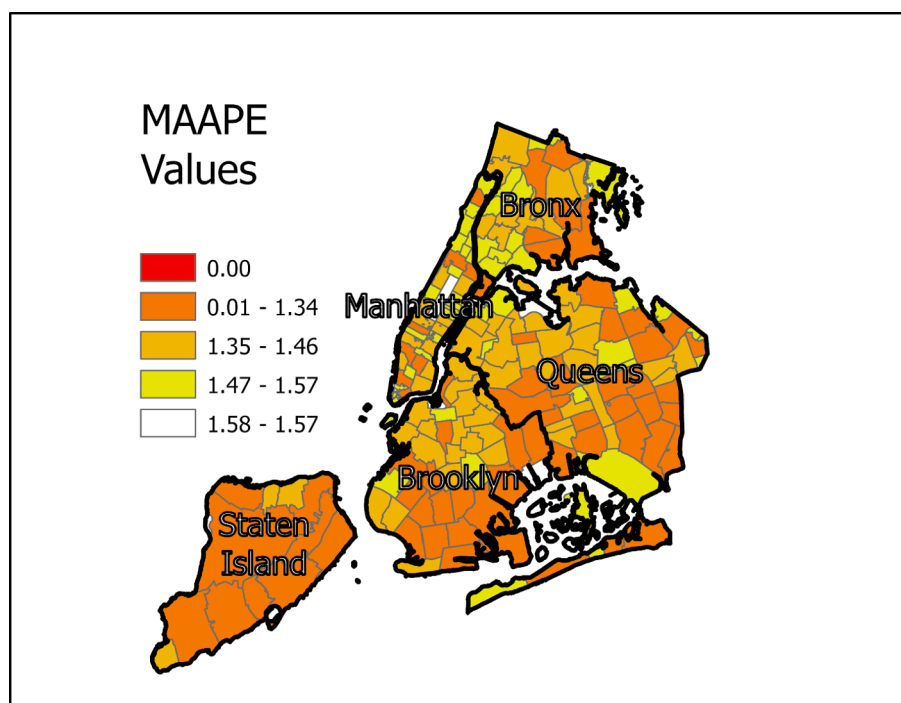 MAAPE
Values
0.00
0.01 - 1.34
1.35 - 1.46
1.47 - 1.57
1.58 - 1.57
Bronx
Manhattan
Queens
Brooklyn
Staten
Island